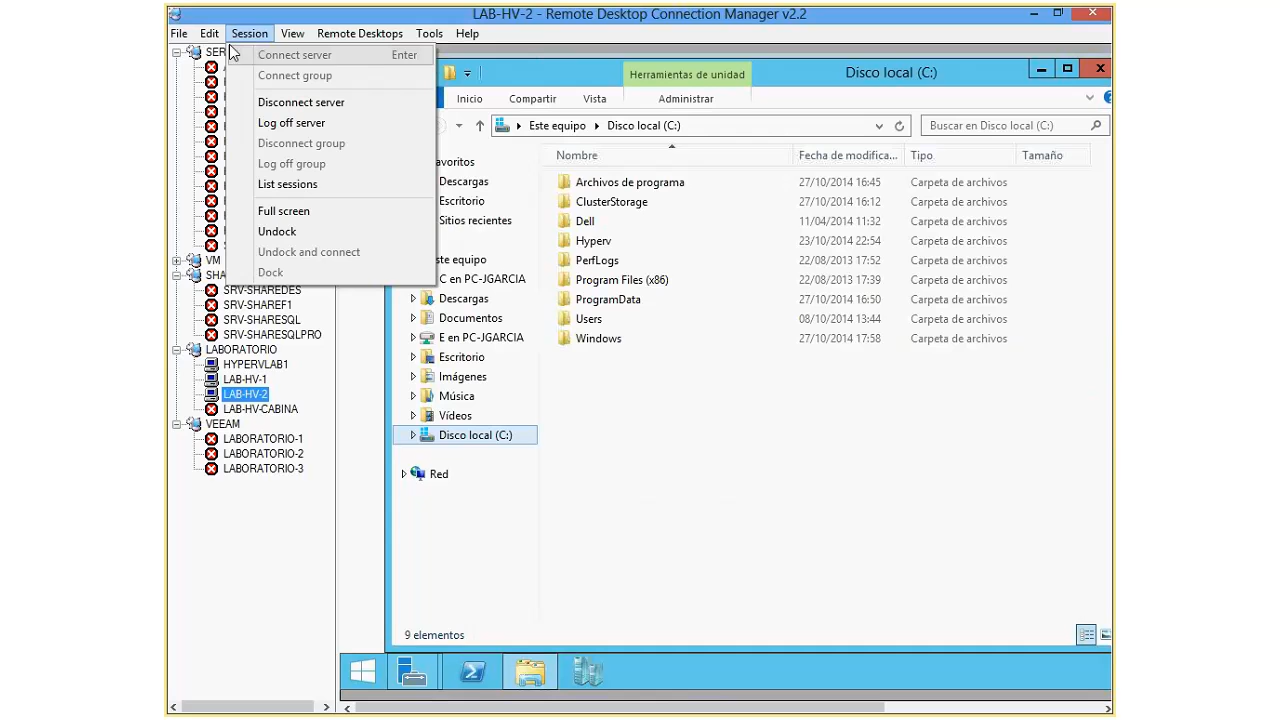 LAB-HV-2 - Remote Desktop Connection Manager v2.2
File Edit Session View Remote Desktops Tools Help
Connect server Enter
Connect group
Disconnect server
Log off server
Disconnect group
Log off group
List sessions
Full screen
Undock
Undock and connect
Dock
SER
VM
SHA
SRV-SHAREDES
SRV-SHAREF1
SRV-SHARESQL
SRV-SHARESQLPRO
LABORATORIO
HYPERVLAB1
LAB-HV-1
LAB-HV-2
LAB-HV-CABINA
VEEAM
LABORATORIO-1
LABORATORIO-2
LABORATORIO-3
Herramientas de unidad
Disco local (C:)
Inicio Compartir Vista Administrar
Este equipo Disco local (C:)
Buscar en Disco local (C:)
avoritos
Descargas
Escritorio
Sitios recientes
ste equipo
C en PC-JGARCIA
Descargas
Documentos
E en PC-JGARCIA
Escritorio
Imágenes
Música
Vídeos
Disco local (C:)
Red
Nombre Fecha de modifica... Tipo Tamaño
Archivos de programa 27/10/2014 16:45 Carpeta de archivos
ClusterStorage 27/10/2014 16:12 Carpeta de archivos
Dell 11/04/2014 11:32 Carpeta de archivos
Hyperv 23/10/2014 22:54 Carpeta de archivos
PerfLogs 22/08/2013 17:52 Carpeta de archivos
Program Files (x86) 22/08/2013 17:39 Carpeta de archivos
ProgramData 27/10/2014 16:50 Carpeta de archivos
Users 08/10/2014 13:44 Carpeta de archivos
Windows 27/10/2014 17:58 Carpeta de archivos
9 elementos